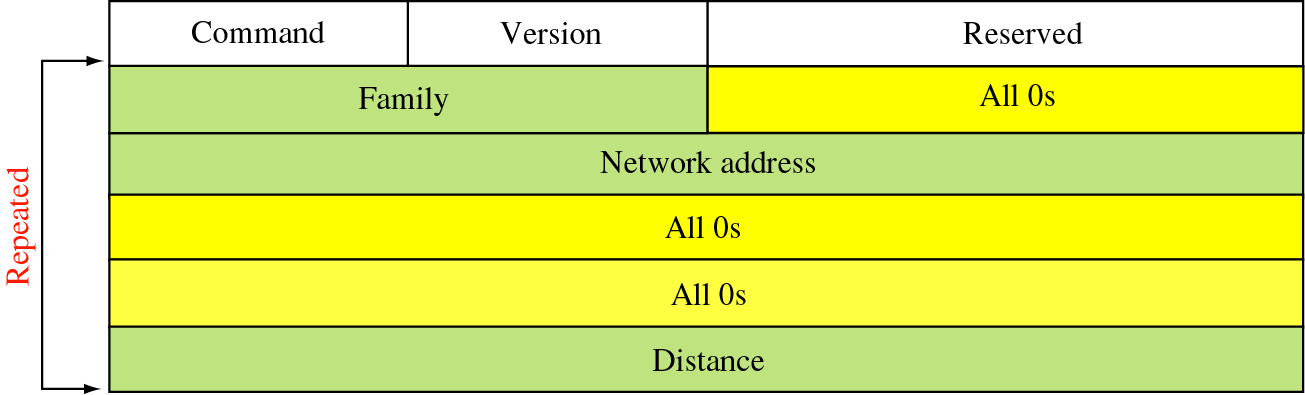 Command
Version
Reserved
Family
All 0s
Network address
All 0s
All 0s
Distance
Repeated